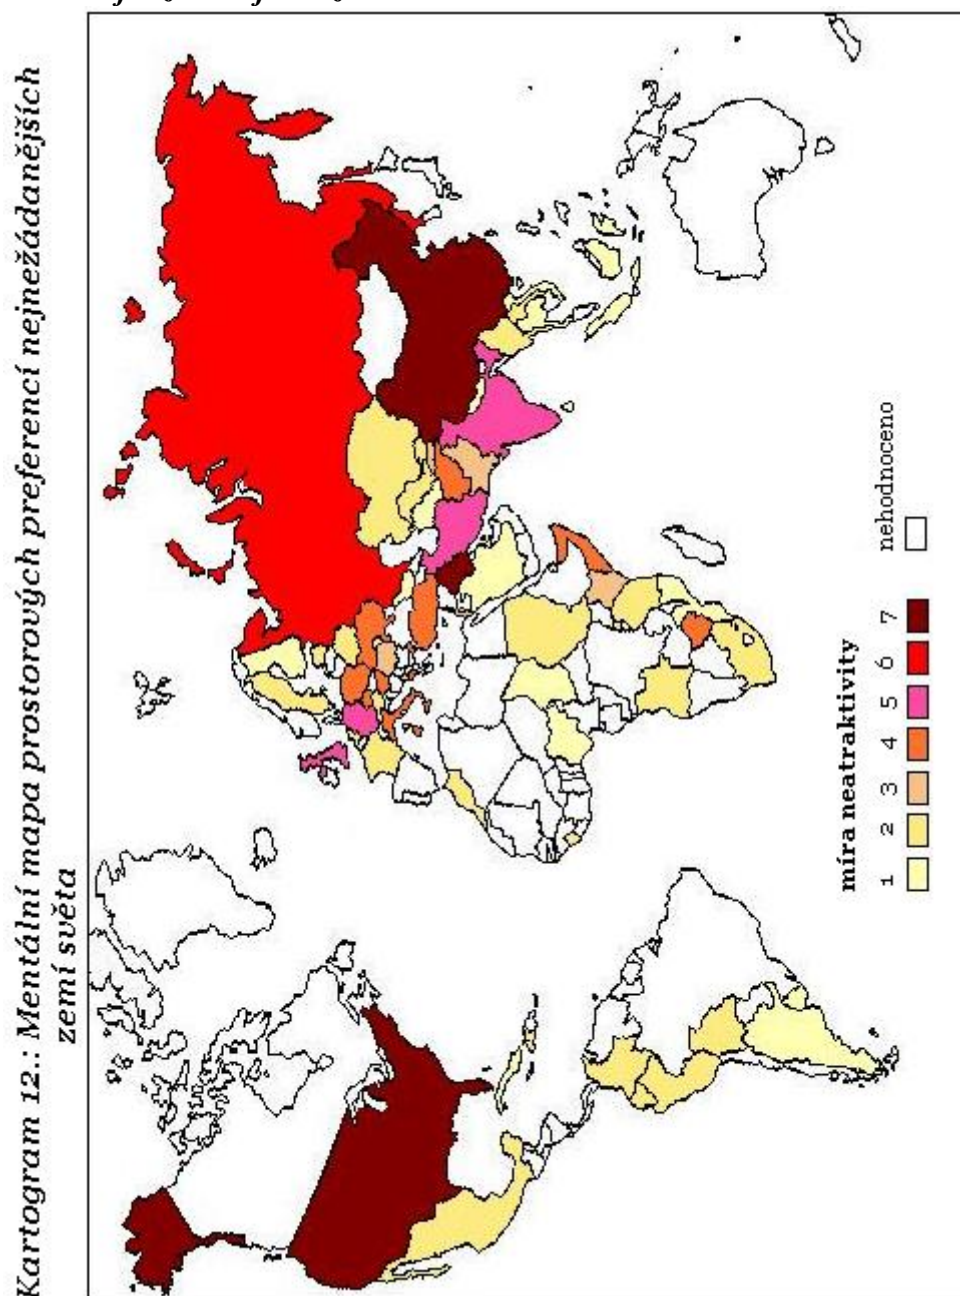 Kartogram 12.: Mentální mapa prostorových preferencí nejnežádanějších
zemí světa
míra neatraktivity
1 2 3 4 5 6 7 nehodnoceno